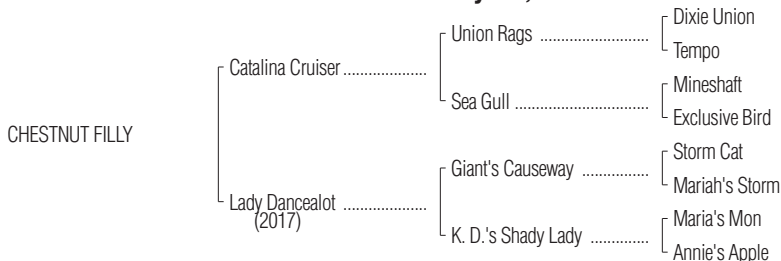 Dixie Union
Union Rags ....................................
Tempo
Catalina Cruiser .....................
Mineshaft
Sea Gull ............................................
Exclusive Bird
CHESTNUT FILLY
Storm Cat
Giant's Causeway ......................
Mariah's Storm
Lady Dancealot .....................
(2017)
Maria's Mon
K. D.'s Shady Lady ...................
Annie's Apple